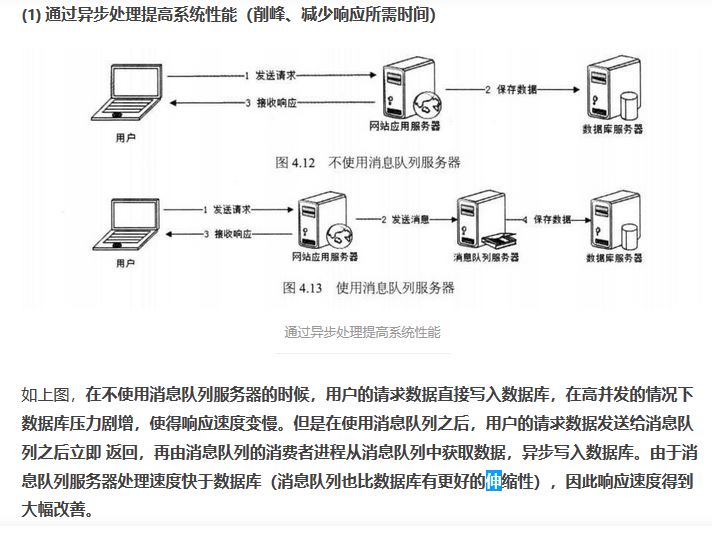 (1) 通过异步处理提高系统性能（削峰、减少响应所需时间）
1 发送请求
2 保存数据
3 接收响应
用户
网站应用服务器
数据库服务器
图 4.12 不使用消息队列服务器
1 发送请求
2 发送消息
4 保存数据
3 接收响应
用户
网站应用服务器
消息队列服务器
数据库服务器
图 4.13 使用消息队列服务器
通过异步处理提高系统性能
如上图，在不使用消息队列服务器的时候，用户的请求数据直接写入数据库，在高并发的情况下
数据库压力剧增，使得响应速度变慢。但是在使用消息队列之后，用户的请求数据发送给消息队
列之后立即 返回，再由消息队列的消费者进程从消息队列中获取数据，异步写入数据库。由于消
息队列服务器处理速度快于数据库（消息队列也比数据库有更好的伸缩性），因此响应速度得到
大幅改善。